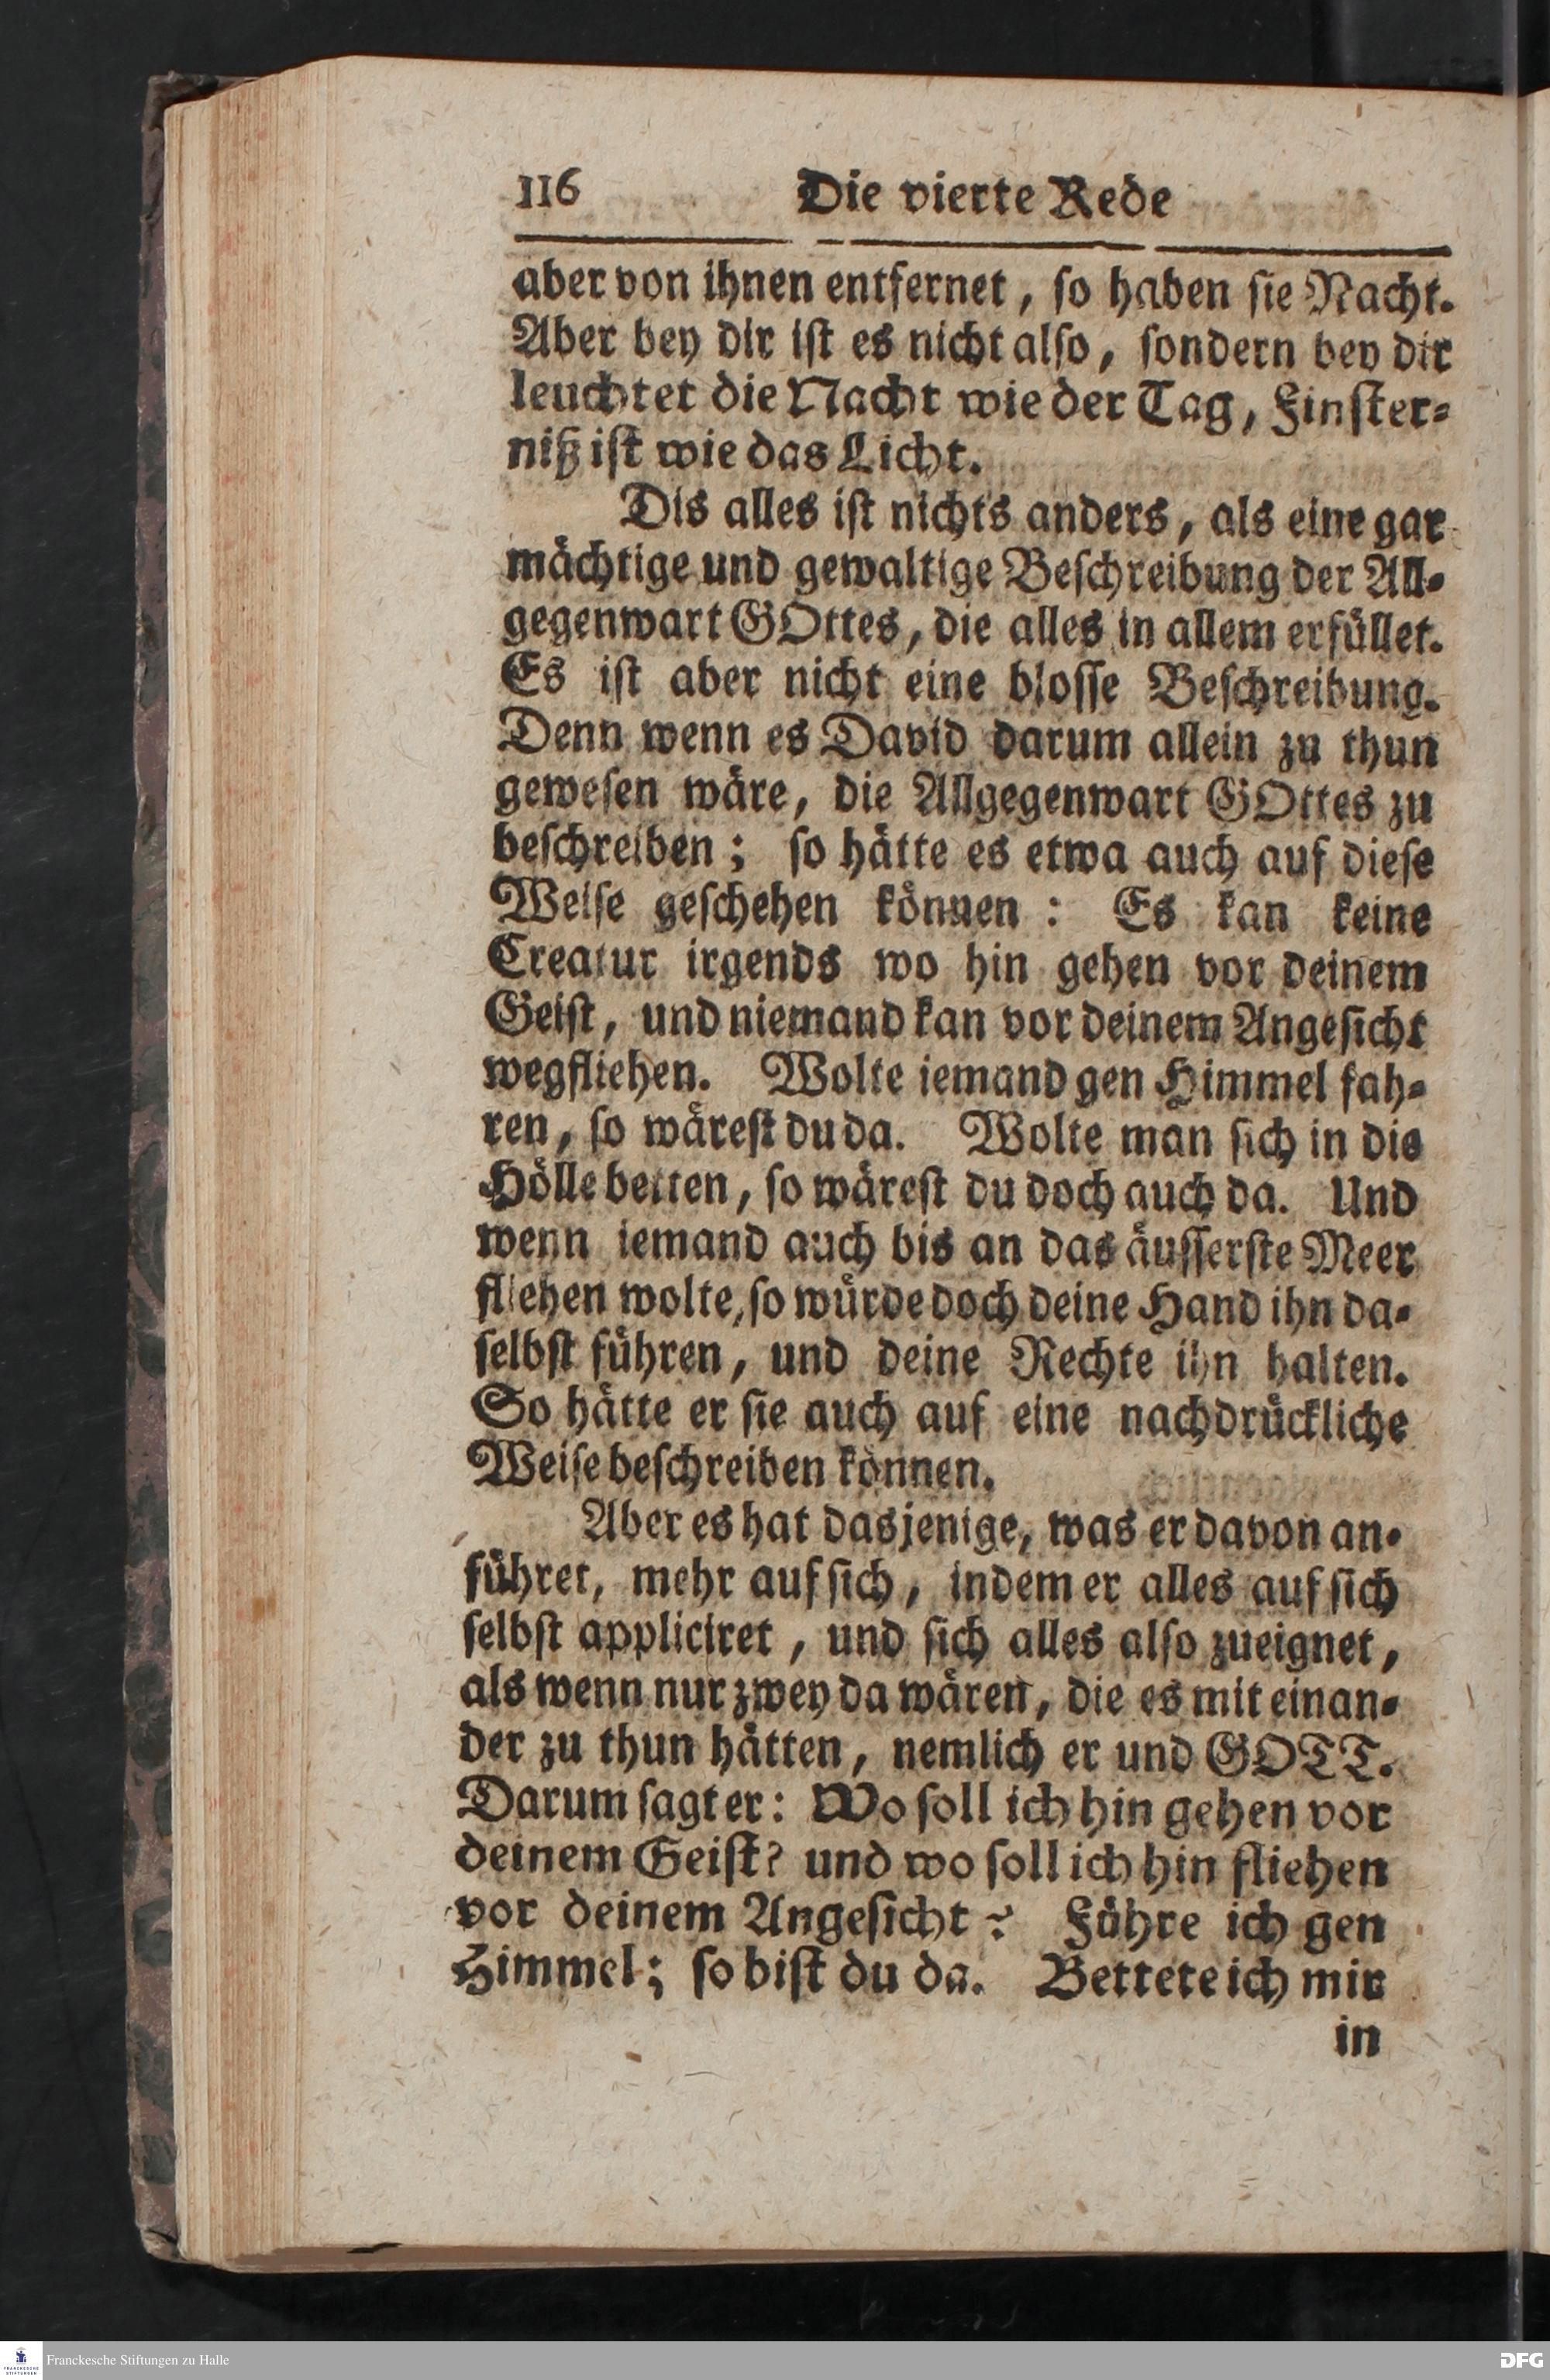 116 Die vierte Rede
aber von ihnen entfernet, so haben sie Nacht.
Aber bey dir ist es nicht also, sondern bey dir
leuchtet die Nacht wie der Tag, Finster-
niß ist wie das Licht.
Dis alles ist nichts anders, als eine gar
mächtige und gewaltige Beschreibung der All-
gegenwart GOttes, die alles in allem erfüllet.
Es ist aber nicht eine blosse Beschreibung.
Denn wenn es David darum allein zu thun
gewesen wäre, die Allgegenwart GOttes zu
beschreiben; so hätte es etwa auch auf diese
Weise geschehen können: Es kan keine
Creatur irgends wo hin gehen vor deinem
Geist, und niemand kan vor deinem Angesicht
wegfliehen. Wolte iemand gen Himmel fah-
ren, so wärest du da. Wolte man sich in die
Hölle betten, so wärest du doch auch da. Und
wenn iemand auch bis an das äusserste Meer
fliehen wolte, so würde doch deine Hand ihn da-
selbst führen, und deine Rechte ihn halten.
So hätte er sie auch auf eine nachdrückliche
Weise beschreiben können.
Aber es hat dasjenige, was er davon an-
führet, mehr auf sich, indem er alles auf sich
selbst appliciret, und sich alles also zueignet,
als wenn nur zwey da wären, die es mit einan-
der zu thun hätten, nemlich er und GOTT.
Darum sagt er: Wo soll ich hin gehen vor
deinem Geist? und wo soll ich hin fliehen
vor deinem Angesicht? Führe ich gen
Himmel; so bist du da. Bettete ich mir
in
Franckesche Stiftungen zu Halle
FRANCKESCHE
STIFTUNGEN
DFG